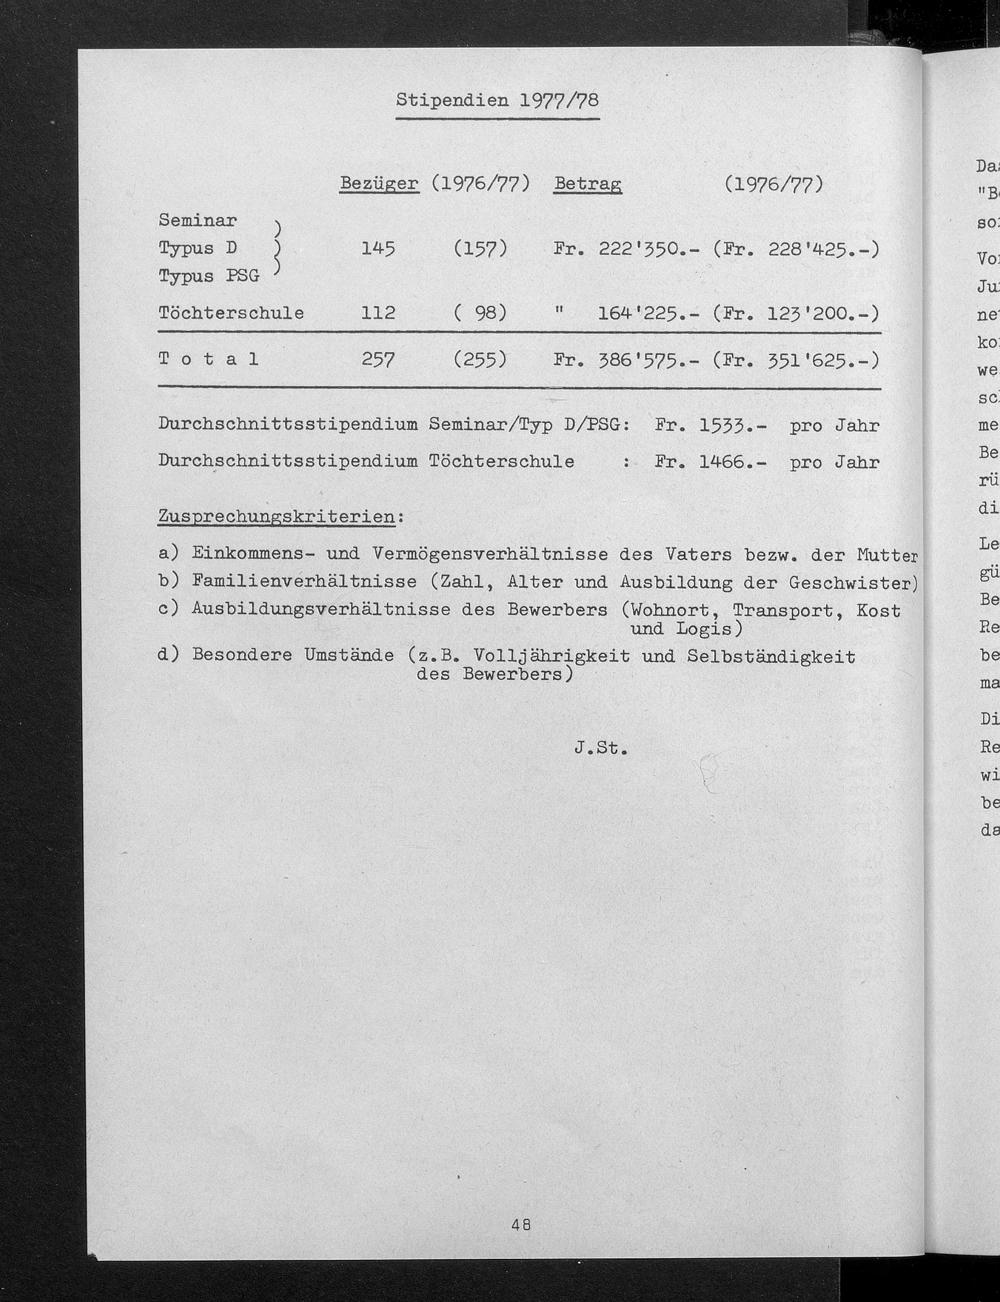 Stipendien 1977/78
Bezüger (1976/77) Betrag (1976/77)
Seminar )
Typus D ) 145 (157) Fr. 222'350.- (Fr. 228'425.-)
Typus PSG )
Töchterschule 112 ( 98) " 164'225.- (Fr. 123'200.-)
T o t a l 257 (255) Fr. 386'575.- (Fr. 351'625.-)
Durchschnittsstipendium Seminar/Typ D/PSG: Fr. 1533.- pro Jahr
Durchschnittsstipendium Töchterschule : Fr. 1466.- pro Jahr
Zusprechungskriterien:
a) Einkommens- und Vermögensverhältnisse des Vaters bezw. der Mutter
b) Familienverhältnisse (Zahl, Alter und Ausbildung der Geschwister)
c) Ausbildungsverhältnisse des Bewerbers (Wohnort, Transport, Kost
und Logis)
d) Besondere Umstände (z.B. Volljährigkeit und Selbständigkeit
des Bewerbers)
J.St.
48